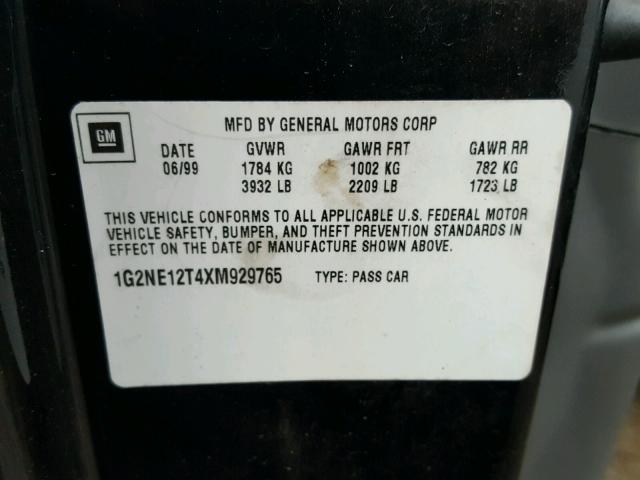 GM
MFD BY GENERAL MOTORS CORP
DATE GVWR GAWR FRT GAWR RR
06/99 1784 KG 1002 KG 782 KG
3932 LB 2209 LB 1723 LB
THIS VEHICLE CONFORMS TO ALL APPLICABLE U.S. FEDERAL MOTOR
VEHICLE SAFETY, BUMPER, AND THEFT PREVENTION STANDARDS IN
EFFECT ON THE DATE OF MANUFACTURE SHOWN ABOVE.
1G2NE12T4XM929765 TYPE: PASS CAR